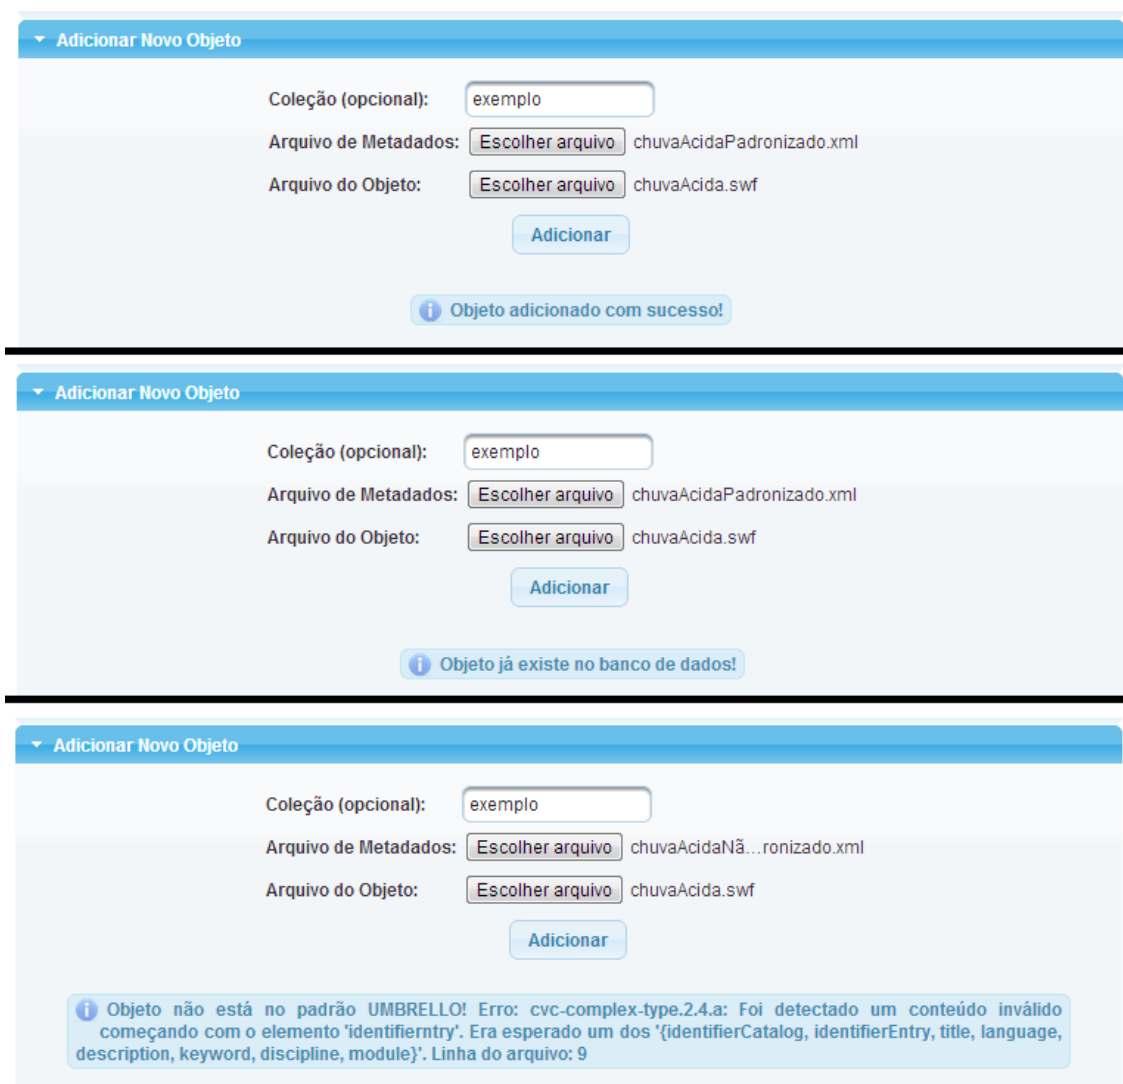 Adicionar Novo Objeto
Coleção (opcional): exemplo
Arquivo de Metadados: Escolher arquivo chuvaAcidaPadronizado.xml
Arquivo do Objeto: Escolher arquivo chuvaAcida.swf
Adicionar
Objeto adicionado com sucesso!
Adicionar Novo Objeto
Coleção (opcional): exemplo
Arquivo de Metadados: Escolher arquivo chuvaAcidaPadronizado.xml
Arquivo do Objeto: Escolher arquivo chuvaAcida.swf
Adicionar
Objeto já existe no banco de dados!
Adicionar Novo Objeto
Coleção (opcional): exemplo
Arquivo de Metadados: Escolher arquivo chuvaAcidaNã...ronizado.xml
Arquivo do Objeto: Escolher arquivo chuvaAcida.swf
Adicionar
Objeto não está no padrão UMBRELLO! Erro: cvc-complex-type.2.4.a: Foi detectado um conteúdo inválido
começando com o elemento 'identifierntry'. Era esperado um dos '{identifierCatalog, identifierEntry, title, language,
description, keyword, discipline, module}'. Linha do arquivo: 9